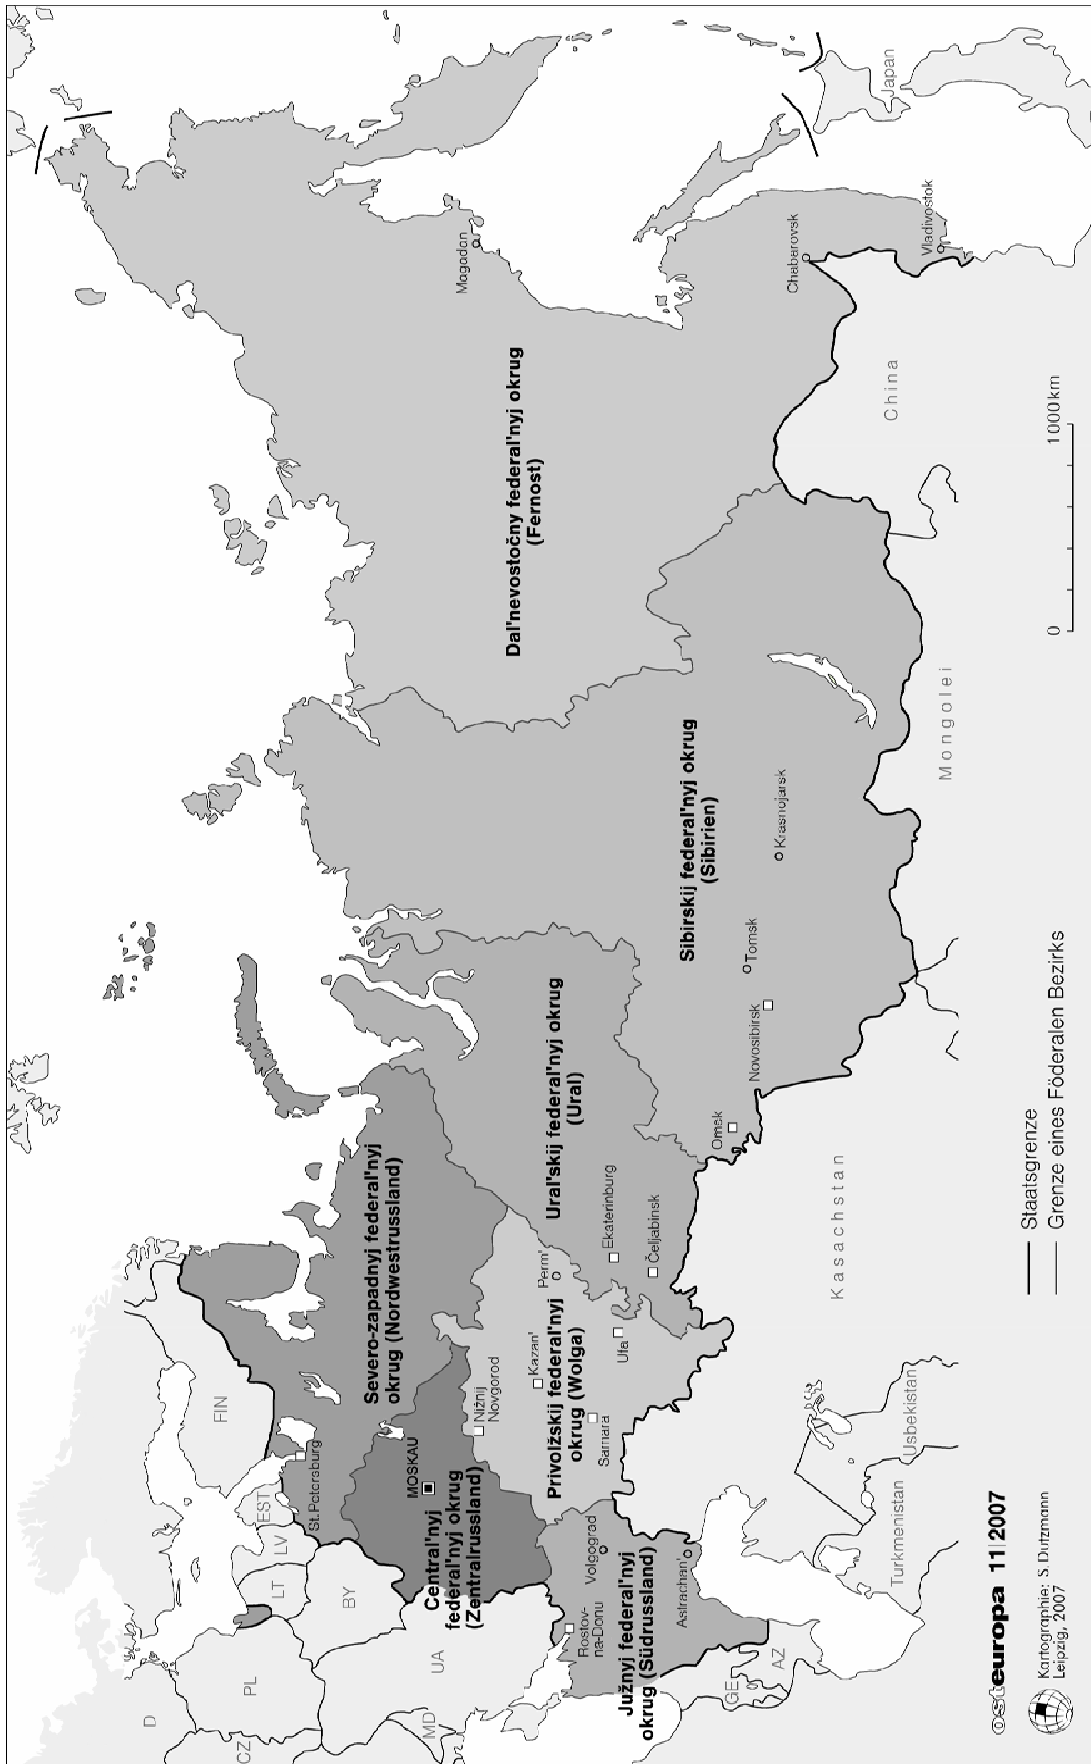 Dal'nevostočny federal'nyj okrug
(Fernost)
Sibirskij federal'nyj okrug
(Sibirien)
Ural'skij federal'nyj okrug
(Ural)
Severo-zapadnyj federal'nyj
okrug (Nordwestrussland)
Privolžskij federal'nyj
okrug (Wolga)
Central'nyj
federal'nyj okrug
(Zentralrussland)
Južnyj federal'nyj
okrug (Südrussland)
Magadan
Chabarovsk
Vladivostok
Krasnojarsk
Tomsk
Novosibirsk
Omsk
Ekaterinburg
Čeljabinsk
Perm'
Ufa
Kazan'
Samara
Nižnij
Novgorod
MOSKAU
St.Petersburg
Volgograd
Rostov-
na-Donu
Astrachan'
Japan
China
Mongolei
Kasachstan
Usbekistan
Turkmenistan
FIN
EST
LV
LT
BY
PL
D
CZ
UA
MD
GE
AZ
0
1000km
Staatsgrenze
Grenze eines Föderalen Bezirks
osteuropa 11|2007
Kartographie: S. Dutzmann
Leipzig, 2007